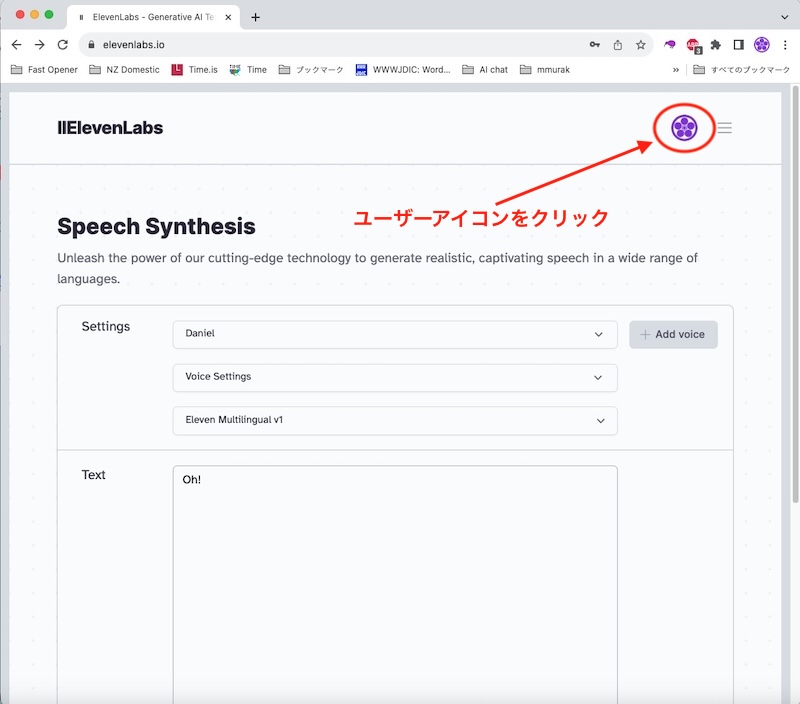 ElevenLabs - Generative AI Te
elevenlabs.io
3
Fast Opener NZ Domestic Time.is Time ブックマーク WWWJDIC: Word... AI chat mmurak » すべてのブックマーク
IIElevenLabs
ユーザーアイコンをクリック
Speech Synthesis
Unleash the power of our cutting-edge technology to generate realistic, captivating speech in a wide range of
languages.
Settings
Daniel
+ Add voice
Voice Settings
Eleven Multilingual v1
Text
Oh!